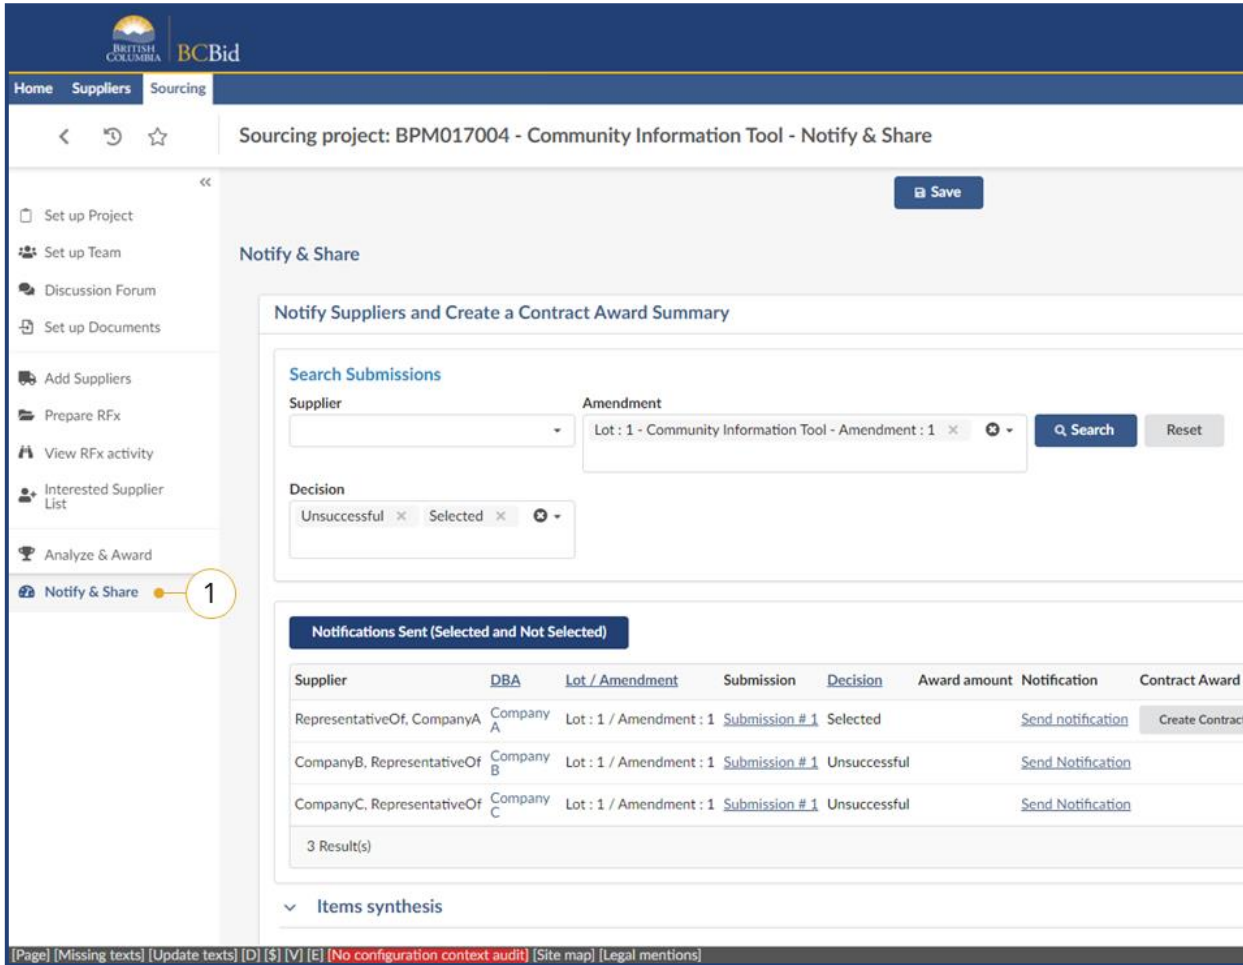 BRITISH
COLUMBIA
BCBid
Home Suppliers Sourcing
Sourcing project: BPM017004 - Community Information Tool - Notify & Share
Save
Set up Project
Set up Team
Discussion Forum
Set up Documents
Add Suppliers
Prepare RFx
View RFx activity
Interested Supplier
List
Analyze & Award
Notify & Share
1
Notify & Share
Notify Suppliers and Create a Contract Award Summary
Search Submissions
Supplier Amendment
Lot : 1 - Community Information Tool - Amendment : 1 Search Reset
Decision
Unsuccessful Selected
Notifications Sent (Selected and Not Selected)
Supplier DBA Lot / Amendment Submission Decision Award amount Notification Contract Award
RepresentativeOf, CompanyA Company A Lot : 1 / Amendment : 1 Submission # 1 Selected Send notification Create Contract
CompanyB, RepresentativeOf Company B Lot : 1 / Amendment : 1 Submission # 1 Unsuccessful Send Notification
CompanyC, RepresentativeOf Company C Lot : 1 / Amendment : 1 Submission # 1 Unsuccessful Send Notification
3 Result(s)
Items synthesis
[Page] [Missing texts] [Update texts] [D] [$] [V] [E] [No configuration context audit] [Site map] [Legal mentions]